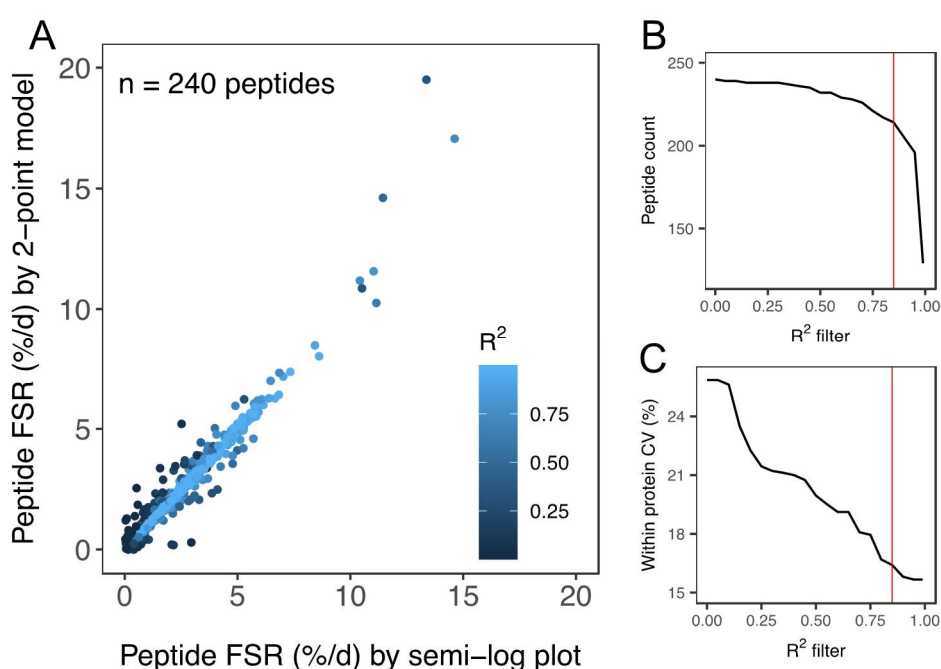 A
n = 240 peptides
Peptide FSR (%/d) by 2−point model
20
15
10
5
0
R²
0.75
0.50
0.25
0
5
10
15
20
Peptide FSR (%/d) by semi−log plot
B
Peptide count
250
200
150
0.00
0.25
0.50
0.75
1.00
R² filter
C
Within protein CV (%)
24
21
18
15
0.00
0.25
0.50
0.75
1.00
R² filter